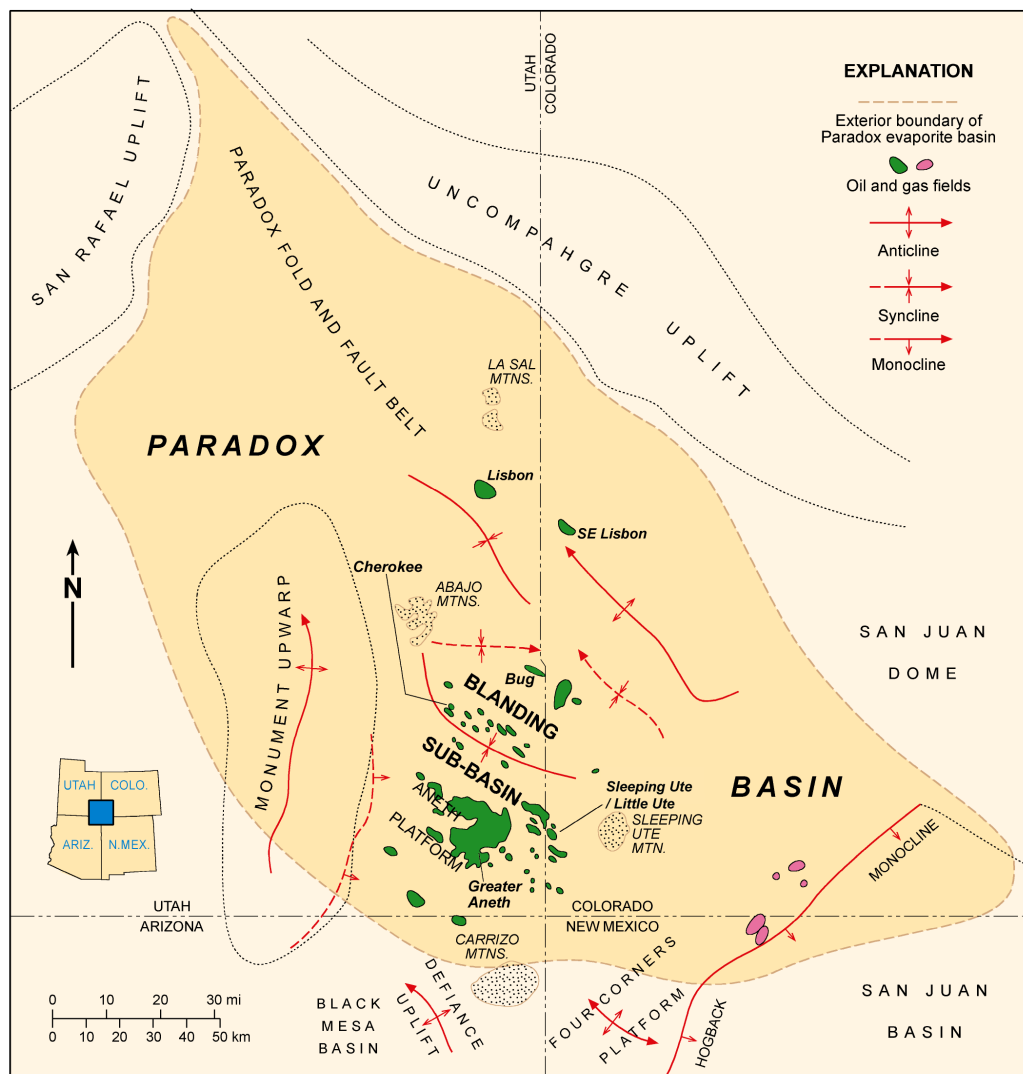 UTAH
COLORADO
EXPLANATION
Exterior boundary of
Paradox evaporite basin
Oil and gas fields
Anticline
Syncline
Monocline
SAN RAFAEL UPLIFT
PARADOX FOLD AND FAULT BELT
UNCOMPAHGRE UPLIFT
LA SAL
MTNS.
PARADOX
Lisbon
SE Lisbon
Cherokee
ABAJO
MTNS.
N
MONUMENT UPWARP
SAN JUAN
DOME
Bug
BLANDING
SUB-BASIN
BASIN
UTAH
COLO.
ARIZ.
N.MEX.
ANETH
PLATFORM
Sleeping Ute
/ Little Ute
SLEEPING
UTE
MTN.
Greater
Aneth
MONOCLINE
UTAH
ARIZONA
COLORADO
NEW MEXICO
CARRIZO
MTNS.
0 10 20 30 mi
0 10 20 30 40 50 km
BLACK
MESA
BASIN
DEFIANCE
UPLIFT
FOUR CORNERS
PLATFORM
HOGBACK
SAN JUAN
BASIN